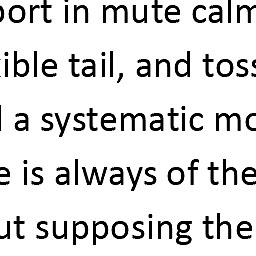 port in mute calm
ible tail, and toss
l a systematic mo
e is always of the
ut supposing the